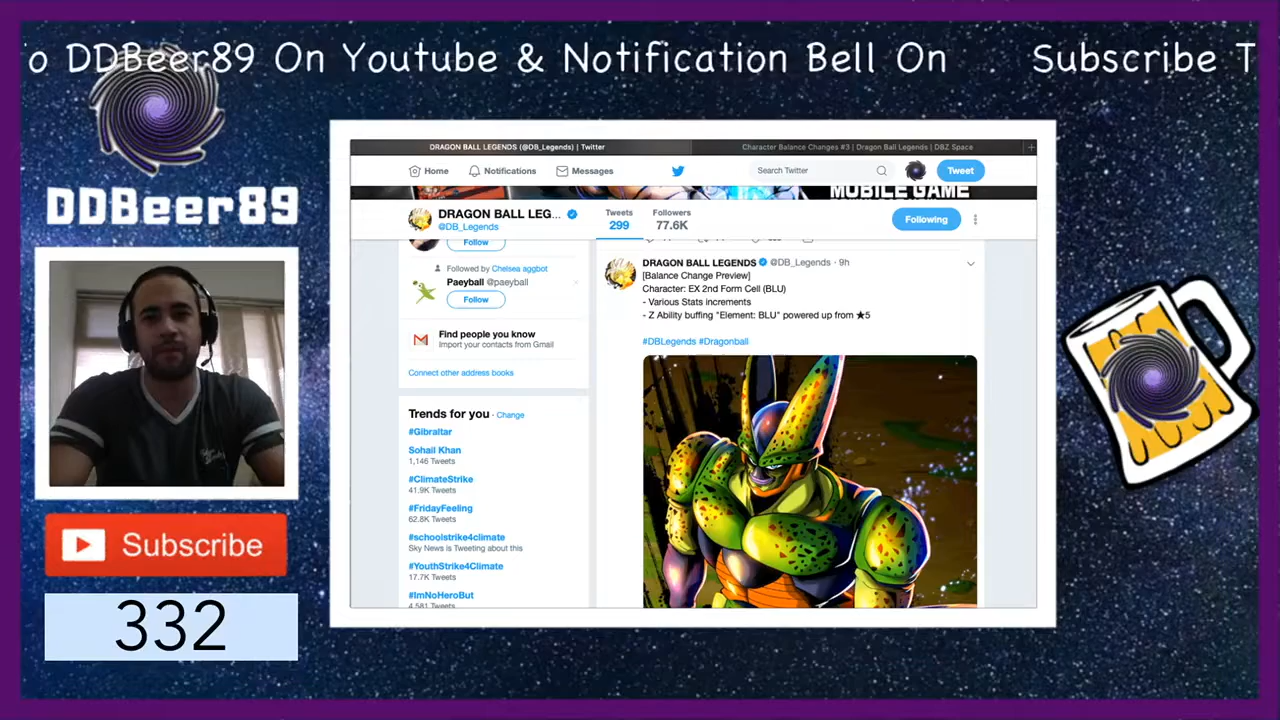 o DDBeer89 On Youtube & Notification Bell On Subscribe T
DDBeer89
Subscribe
332
DRAGON BALL LEGENDS (@DB_Legends) | Twitter
Character Balance Changes #3 | Dragon Ball Legends | DBZ Space
+
Home
Notifications
Messages
Search Twitter
Tweet
MOBILE GAME
DRAGON BALL LEG...
@DB_Legends
Tweets
299
Followers
77.6K
Following
Follow
Followed by Chelsea aggbot
Paeyball @paeyball
Follow
Find people you know
Import your contacts from Gmail
Connect other address books
Trends for you · Change
#Gibraltar
Sohail Khan
1,146 Tweets
#ClimateStrike
41.9K Tweets
#FridayFeeling
62.8K Tweets
#schoolstrike4climate
Sky News is Tweeting about this
#YouthStrike4Climate
17.7K Tweets
#ImNoHeroBut
4,581 Tweets
DRAGON BALL LEGENDS @DB_Legends · 9h
[Balance Change Preview]
Character: EX 2nd Form Cell (BLU)
- Various Stats increments
- Z Ability buffing "Element: BLU" powered up from ★5
#DBLegends #Dragonball